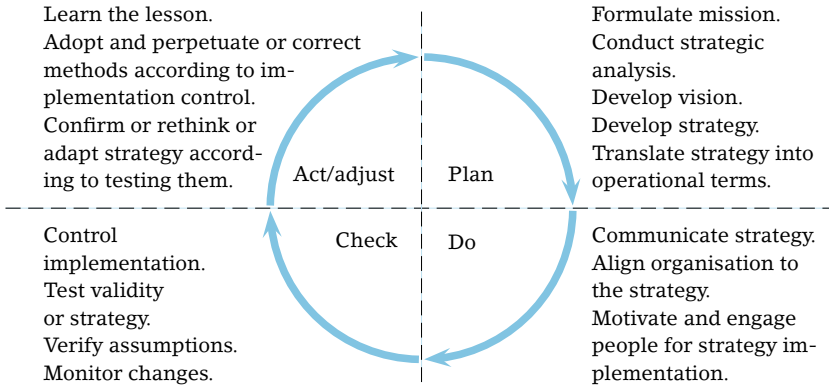 Learn the lesson.
Adopt and perpetuate or correct
methods according to im-
plementation control.
Confirm or rethink or
adapt strategy accord-
ing to testing them.
Act/adjust
Plan
Formulate mission.
Conduct strategic
analysis.
Develop vision.
Develop strategy.
Translate strategy into
operational terms.
Control
implementation.
Test validity
or strategy.
Verify assumptions.
Monitor changes.
Check
Do
Communicate strategy.
Align organisation to
the strategy.
Motivate and engage
people for strategy im-
plementation.